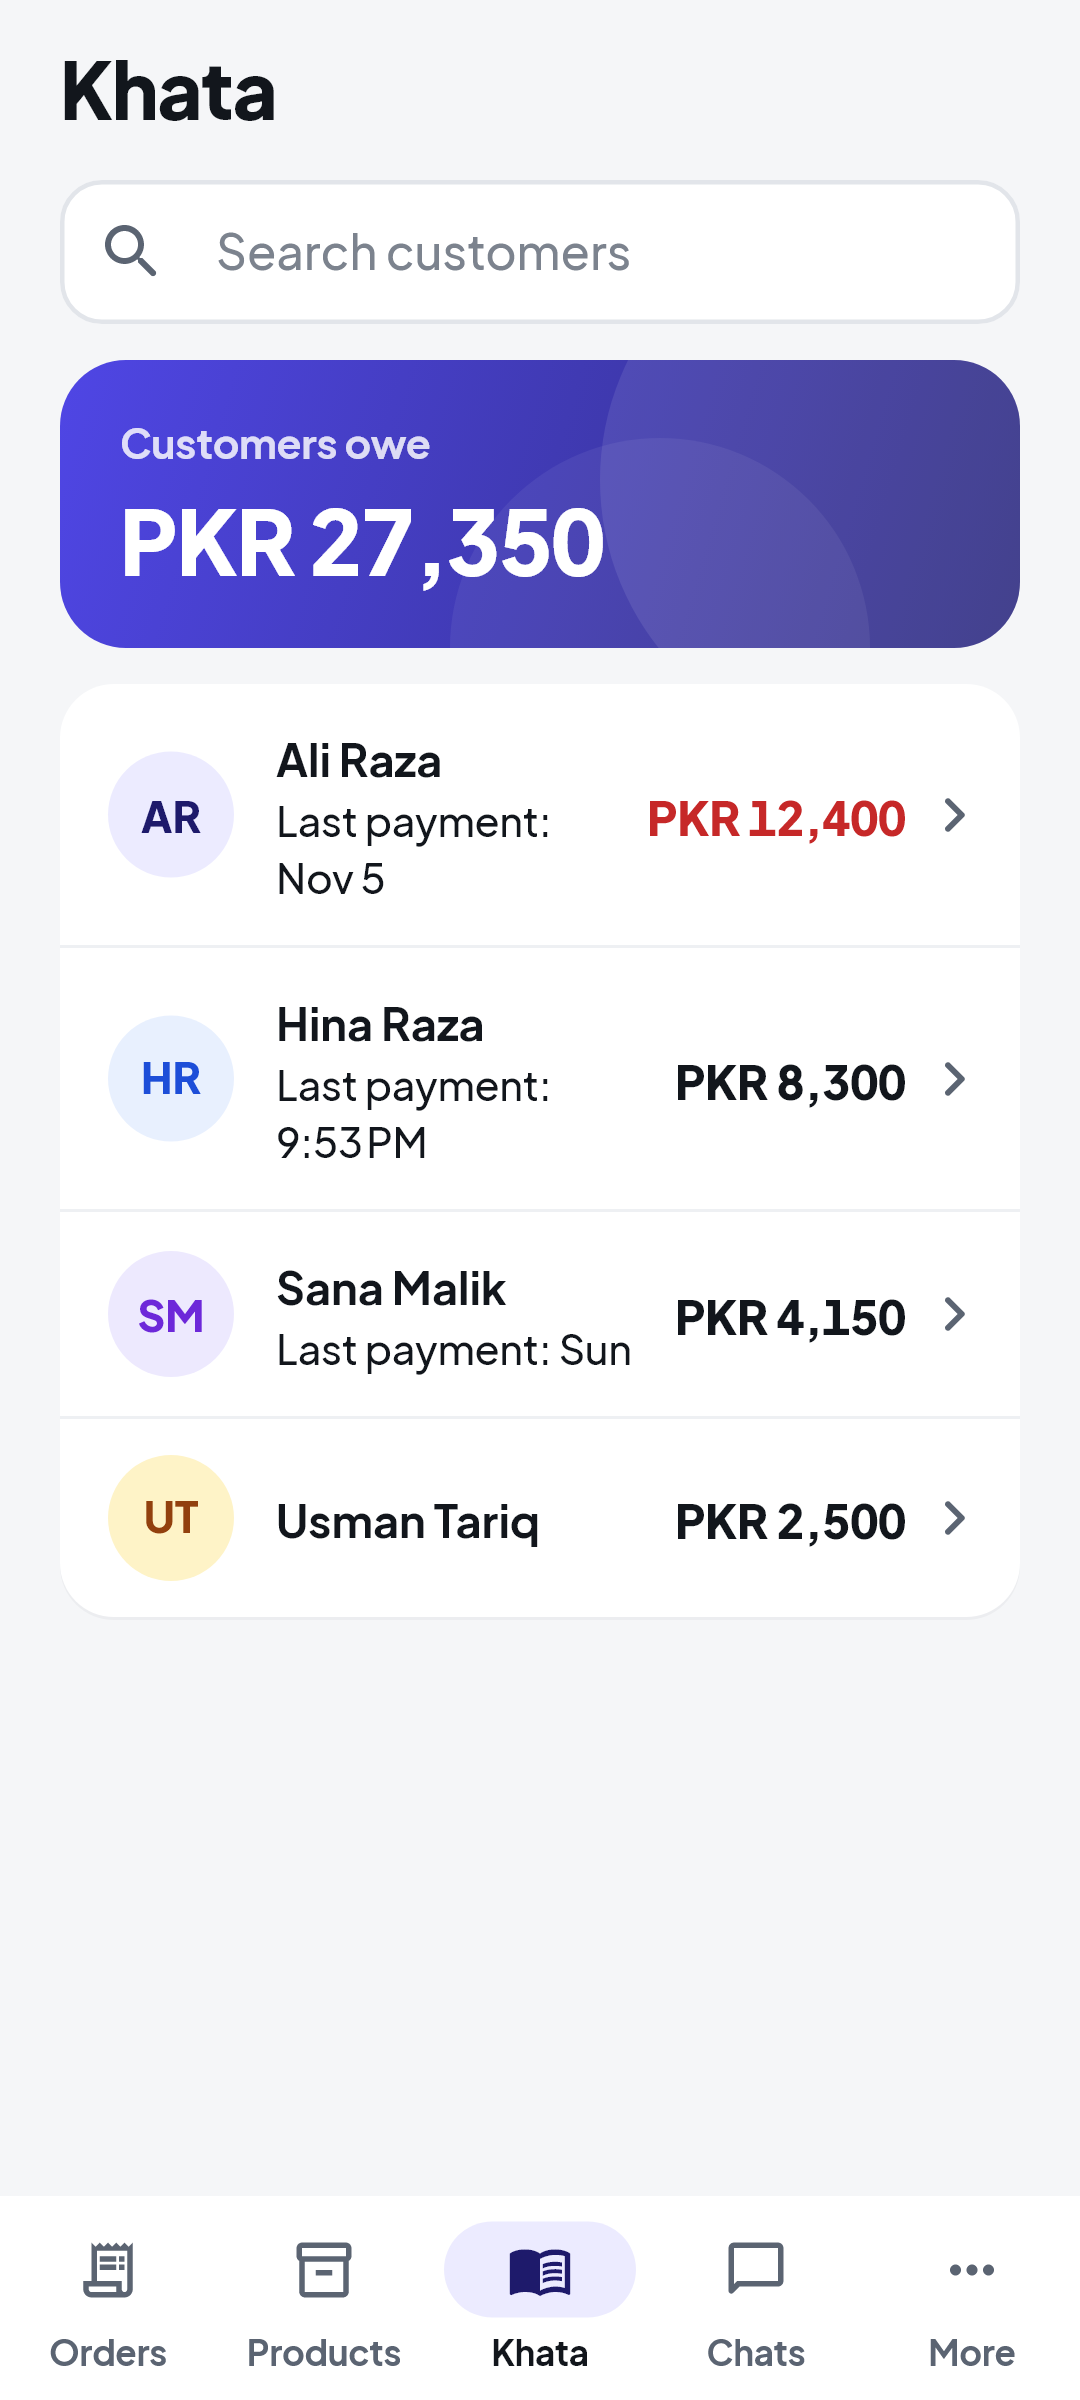 Khata
Search customers
Customers owe
PKR 27,350
AR
Ali Raza
Last payment:
Nov 5
PKR 12,400
HR
Hina Raza
Last payment:
9:53 PM
PKR 8,300
SM
Sana Malik
Last payment: Sun
PKR 4,150
UT
Usman Tariq
PKR 2,500
Orders
Products
Khata
Chats
More